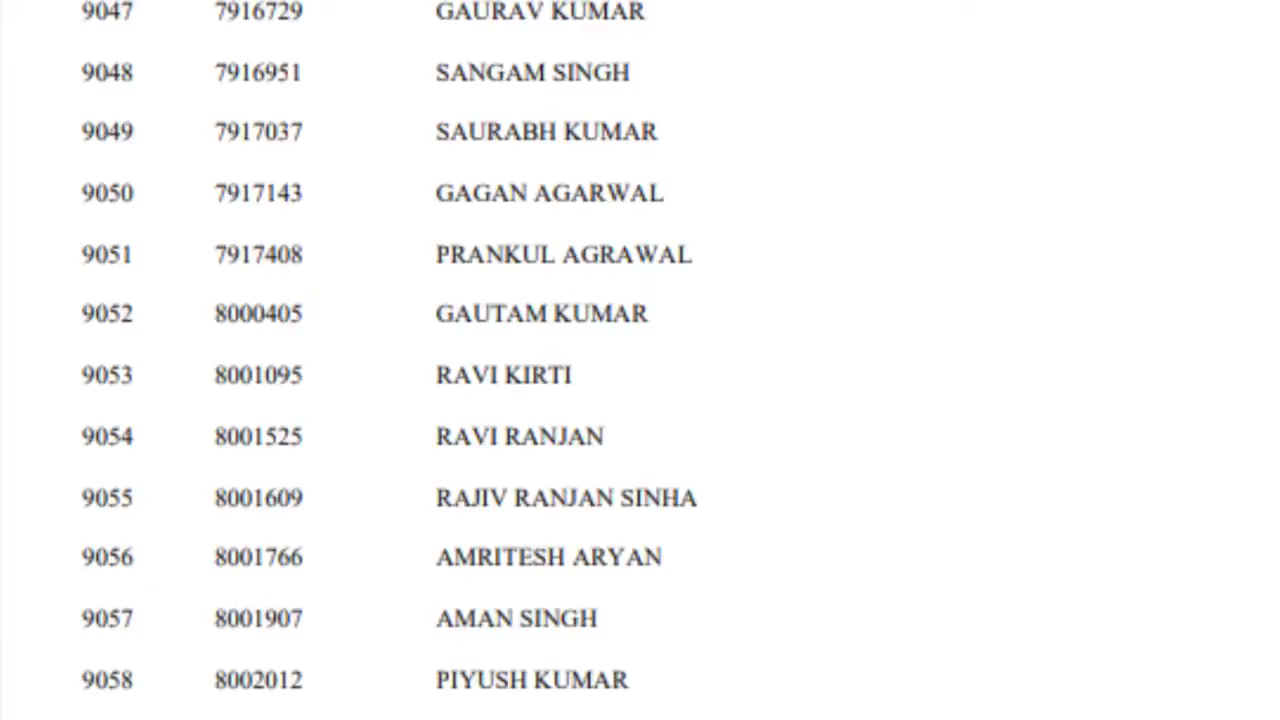 9047 7916729 GAURAV KUMAR
9048 7916951 SANGAM SINGH
9049 7917037 SAURABH KUMAR
9050 7917143 GAGAN AGARWAL
9051 7917408 PRANKUL AGRAWAL
9052 8000405 GAUTAM KUMAR
9053 8001095 RAVI KIRTI
9054 8001525 RAVI RANJAN
9055 8001609 RAJIV RANJAN SINHA
9056 8001766 AMRITESH ARYAN
9057 8001907 AMAN SINGH
9058 8002012 PIYUSH KUMAR